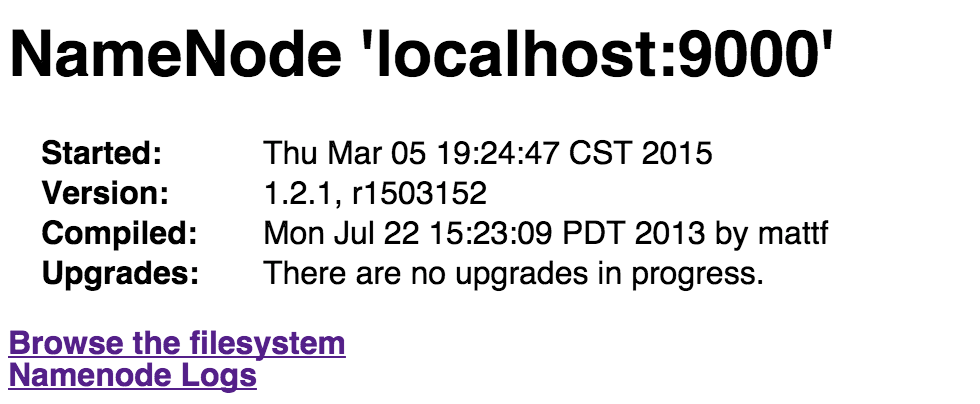 NameNode 'localhost:9000'
Started: Thu Mar 05 19:24:47 CST 2015
Version: 1.2.1, r1503152
Compiled: Mon Jul 22 15:23:09 PDT 2013 by mattf
Upgrades: There are no upgrades in progress.
Browse the filesystem
Namenode Logs